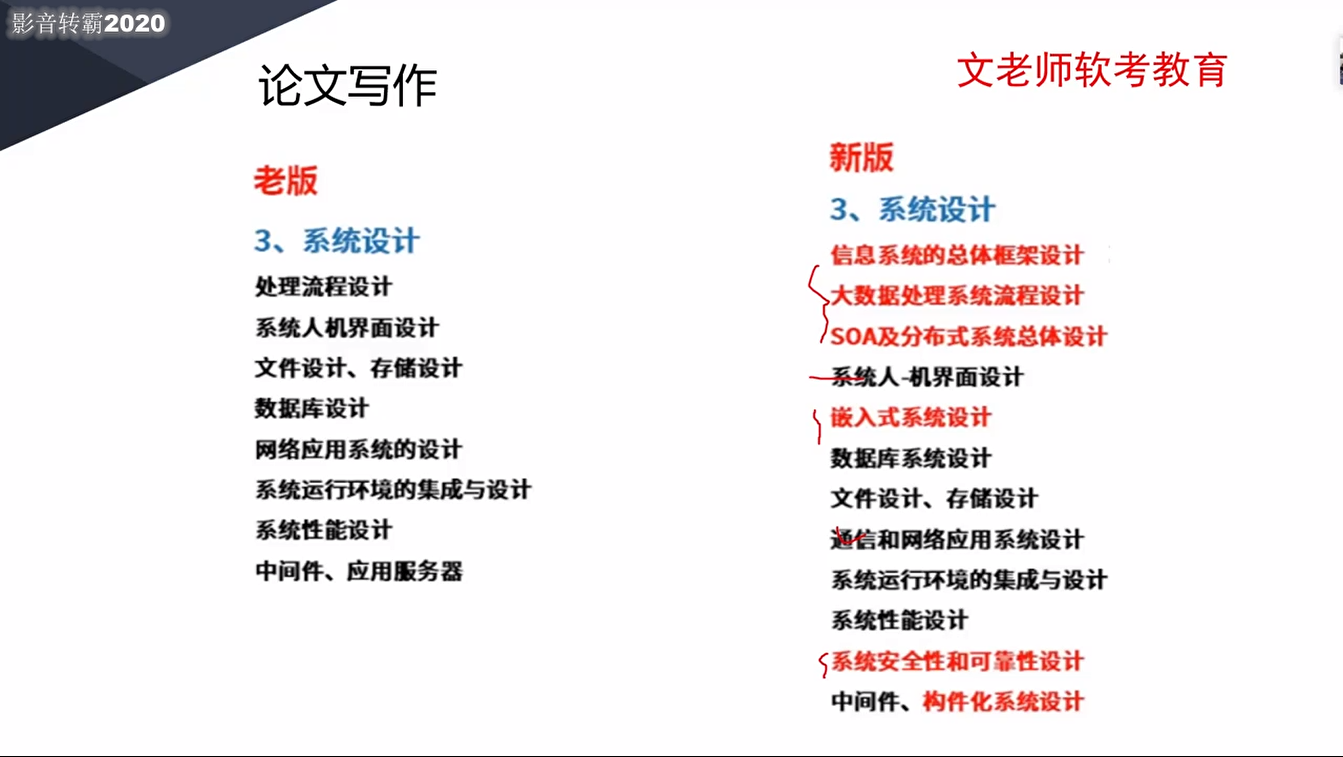 影音转霸2020
论文写作
文老师软考教育
老版
3、系统设计
处理流程设计
系统人机界面设计
文件设计、存储设计
数据库设计
网络应用系统的设计
系统运行环境的集成与设计
系统性能设计
中间件、应用服务器
新版
3、系统设计
信息系统的总体框架设计
大数据处理系统流程设计
SOA及分布式系统总体设计
系统人-机界面设计
嵌入式系统设计
数据库系统设计
文件设计、存储设计
通信和网络应用系统设计
系统运行环境的集成与设计
系统性能设计
系统安全性和可靠性设计
中间件、构件化系统设计